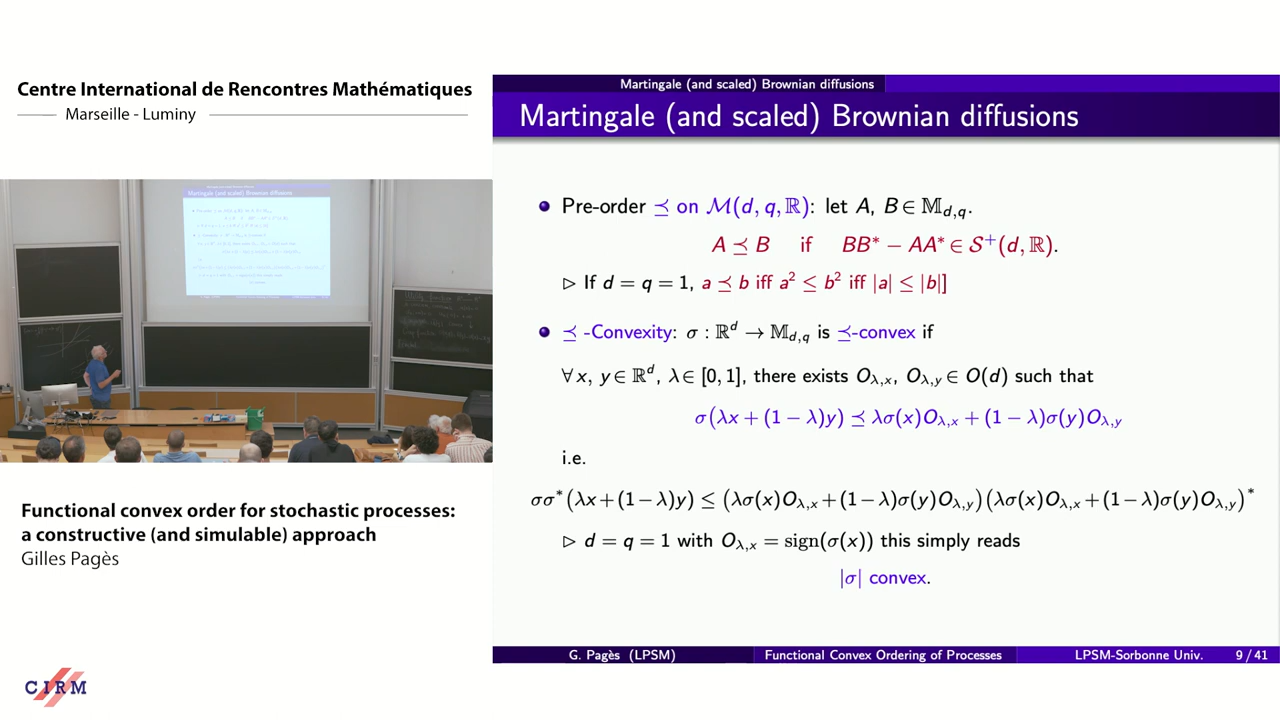 Centre International de Rencontres Mathématiques
Marseille - Luminy
Functional convex order for stochastic processes:
a constructive (and simulable) approach
Gilles Pagès
CIRM
Martingale (and scaled) Brownian diffusions
Martingale (and scaled) Brownian diffusions
Pre-order ⪯ on M(d, q, ℝ): let A, B ∈ 𝕄_{d,q}.
A ⪯ B if BB* − AA* ∈ S⁺(d, ℝ).
▷ If d = q = 1, a ⪯ b iff a² ≤ b² iff |a| ≤ |b|]
⪯ -Convexity: σ : ℝ^d → 𝕄_{d,q} is ⪯-convex if
∀ x, y ∈ ℝ^d, λ ∈ [0, 1], there exists O_{λ,x}, O_{λ,y} ∈ O(d) such that
σ(λx + (1 − λ)y) ⪯ λσ(x)O_{λ,x} + (1 − λ)σ(y)O_{λ,y}
i.e.
σσ*(λx + (1 − λ)y) ≤ (λσ(x)O_{λ,x} + (1 − λ)σ(y)O_{λ,y})(λσ(x)O_{λ,x} + (1 − λ)σ(y)O_{λ,y})*
▷ d = q = 1 with O_{λ,x} = sign(σ(x)) this simply reads
|σ| convex.
G. Pagès (LPSM) Functional Convex Ordering of Processes LPSM-Sorbonne Univ. 9 / 41